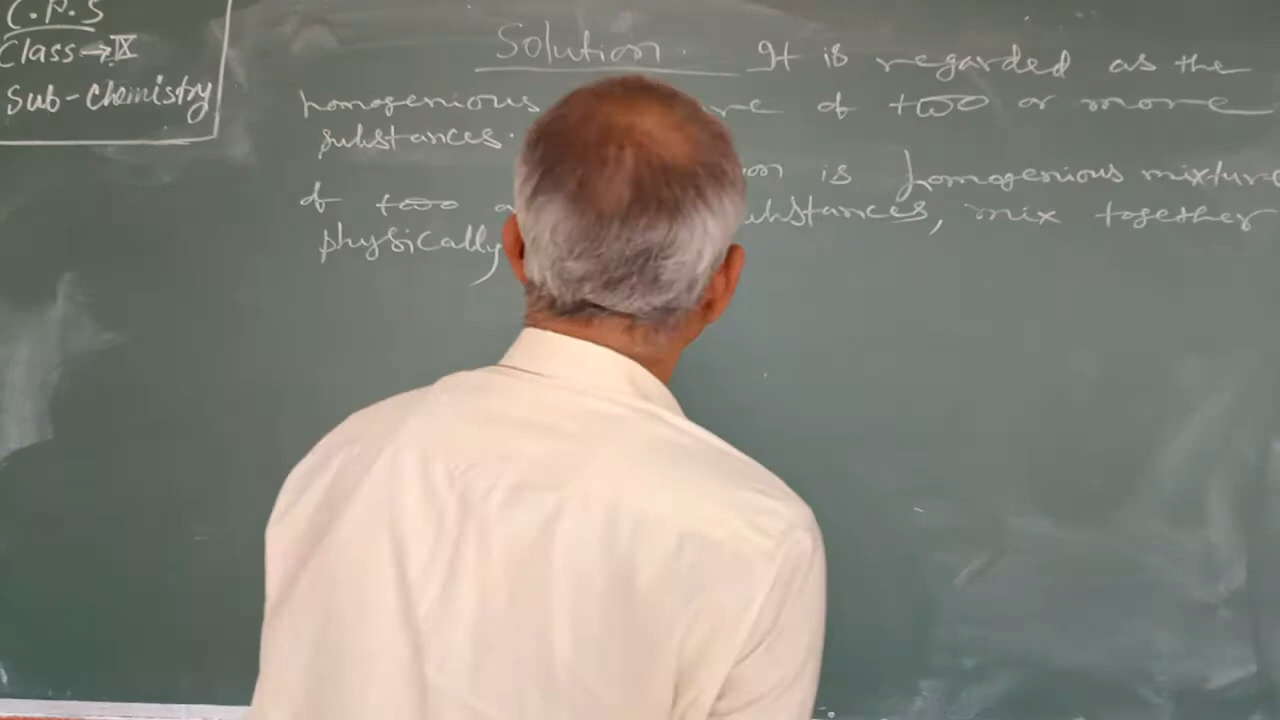 C.P.S
Class→IX
Sub-Chemistry
Solution. It is regarded as the
homogenious of two or more
substances.
is homogenious mixture
of two substances, mix together
physically